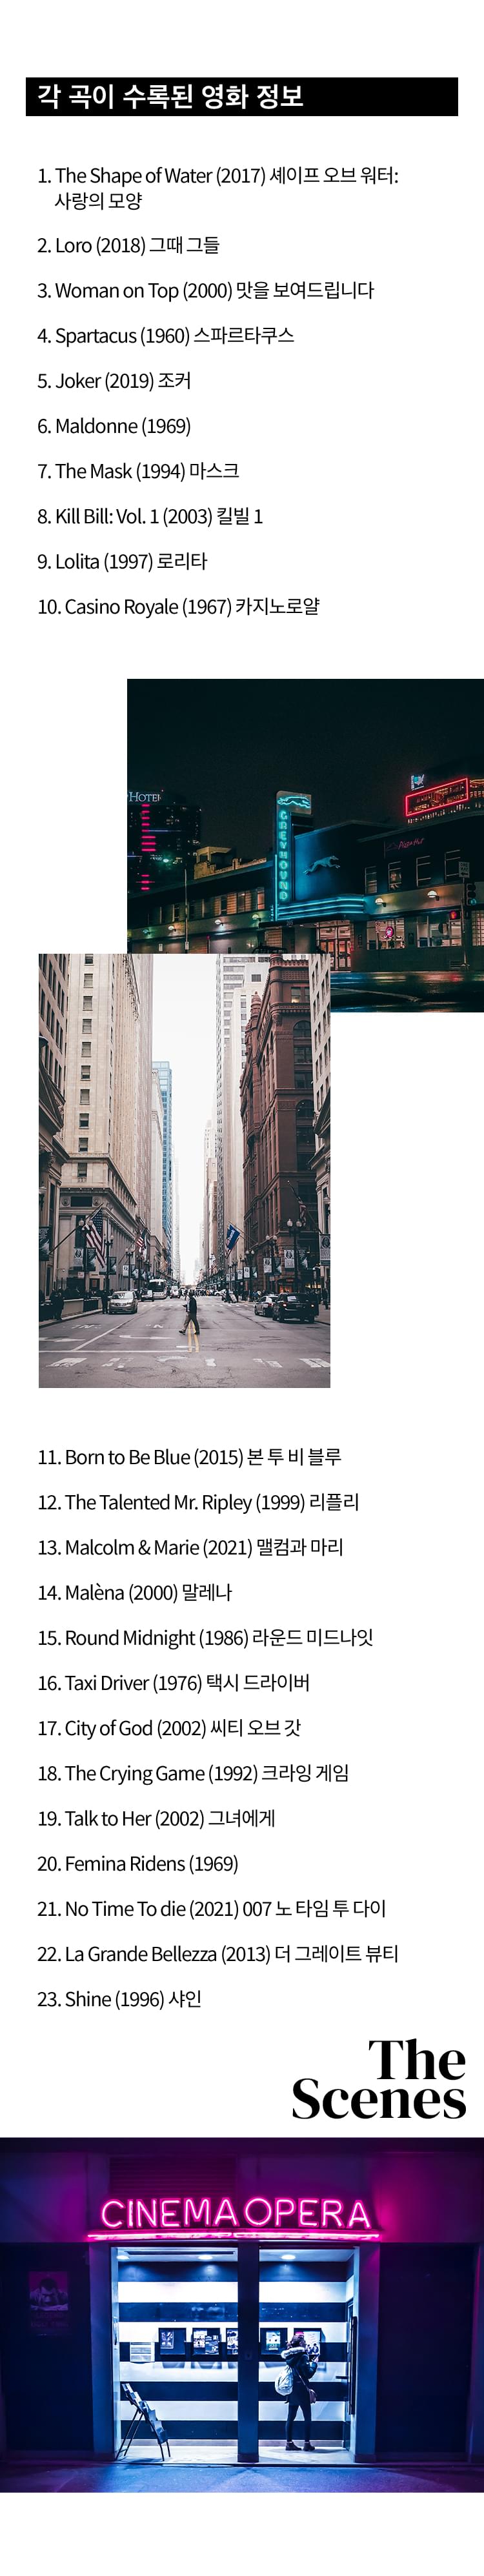 각 곡이 수록된 영화 정보
1. The Shape of Water (2017) 셰이프 오브 워터:
사랑의 모양
2. Loro (2018) 그때 그들
3. Woman on Top (2000) 맛을 보여드립니다
4. Spartacus (1960) 스파르타쿠스
5. Joker (2019) 조커
6. Maldonne (1969)
7. The Mask (1994) 마스크
8. Kill Bill: Vol. 1 (2003) 킬빌 1
9. Lolita (1997) 로리타
10. Casino Royale (1967) 카지노로얄
HOTEL
GREYHOUND
Pizza Hut
11. Born to Be Blue (2015) 본 투 비 블루
12. The Talented Mr. Ripley (1999) 리플리
13. Malcolm & Marie (2021) 맬컴과 마리
14. Malèna (2000) 말레나
15. Round Midnight (1986) 라운드 미드나잇
16. Taxi Driver (1976) 택시 드라이버
17. City of God (2002) 씨티 오브 갓
18. The Crying Game (1992) 크라잉 게임
19. Talk to Her (2002) 그녀에게
20. Femina Ridens (1969)
21. No Time To die (2021) 007 노 타임 투 다이
22. La Grande Bellezza (2013) 더 그레이트 뷰티
23. Shine (1996) 샤인
The
Scenes
CINEMA OPERA